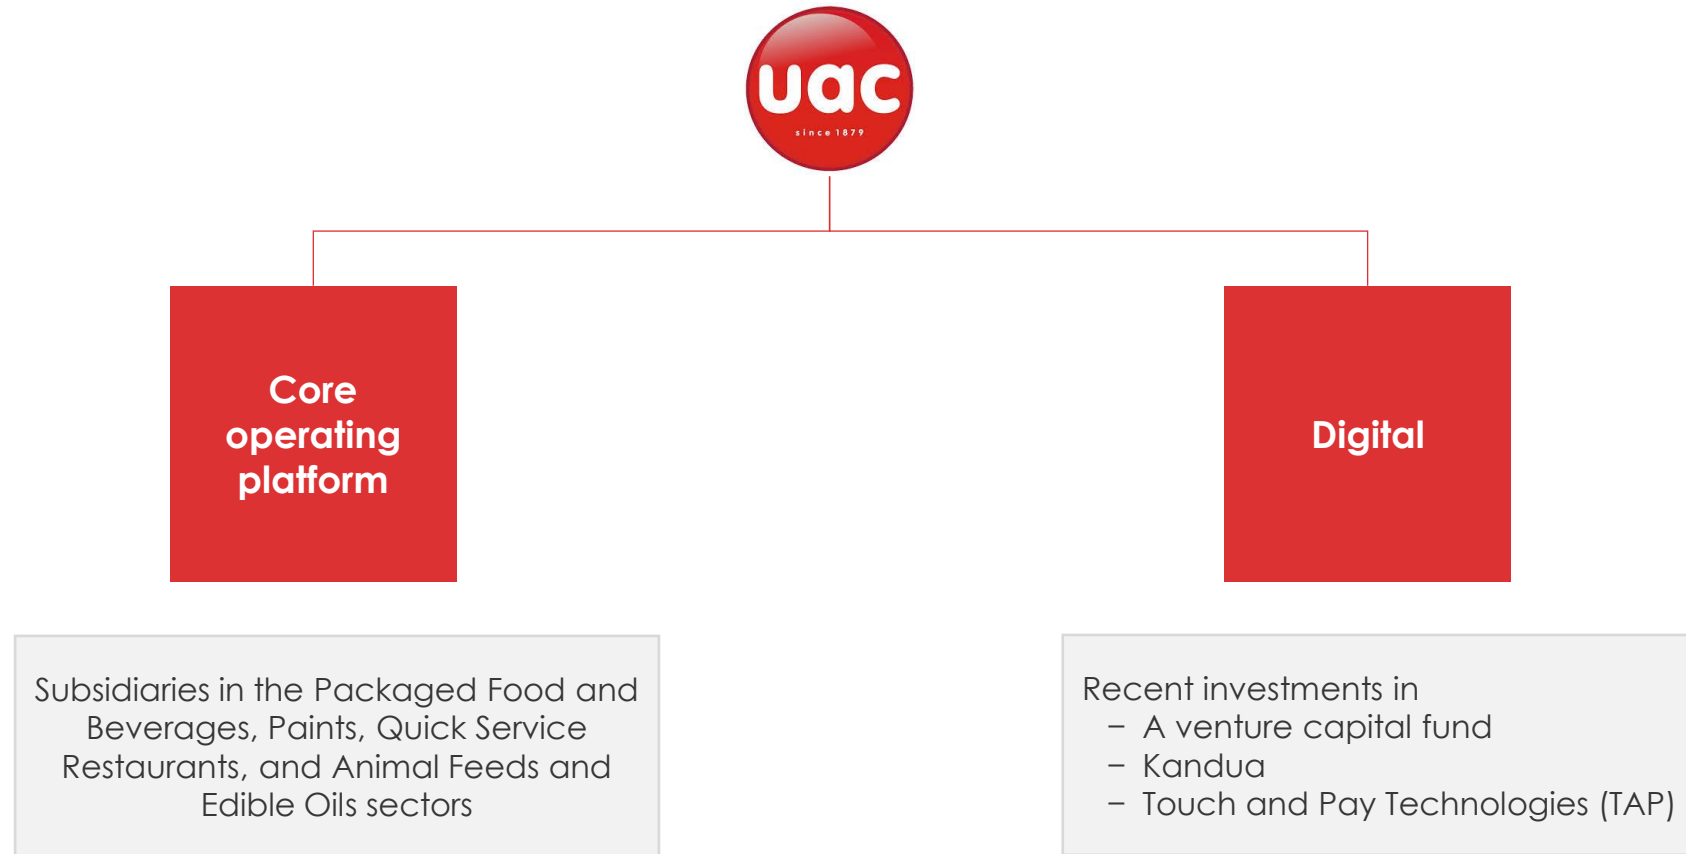 uac
since 1879
Core
operating
platform
Digital
Subsidiaries in the Packaged Food and
Beverages, Paints, Quick Service
Restaurants, and Animal Feeds and
Edible Oils sectors
Recent investments in
− A venture capital fund
− Kandua
− Touch and Pay Technologies (TAP)